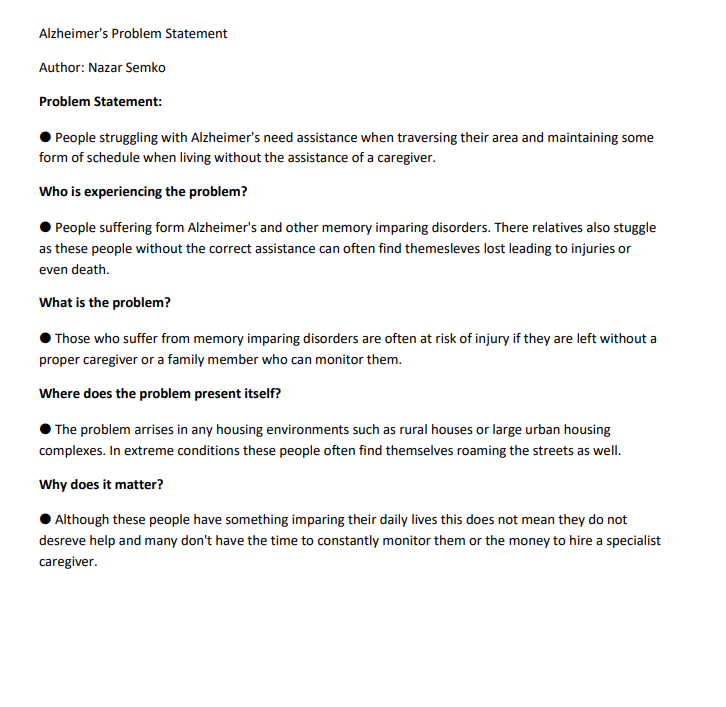 Alzheimer's Problem Statement
Author: Nazar Semko
Problem Statement:
● People struggling with Alzheimer's need assistance when traversing their area and maintaining some
form of schedule when living without the assistance of a caregiver.
Who is experiencing the problem?
● People suffering form Alzheimer's and other memory imparing disorders. There relatives also stuggle
as these people without the correct assistance can often find themesleves lost leading to injuries or
even death.
What is the problem?
● Those who suffer from memory imparing disorders are often at risk of injury if they are left without a
proper caregiver or a family member who can monitor them.
Where does the problem present itself?
● The problem arrises in any housing environments such as rural houses or large urban housing
complexes. In extreme conditions these people often find themselves roaming the streets as well.
Why does it matter?
● Although these people have something imparing their daily lives this does not mean they do not
desreve help and many don't have the time to constantly monitor them or the money to hire a specialist
caregiver.